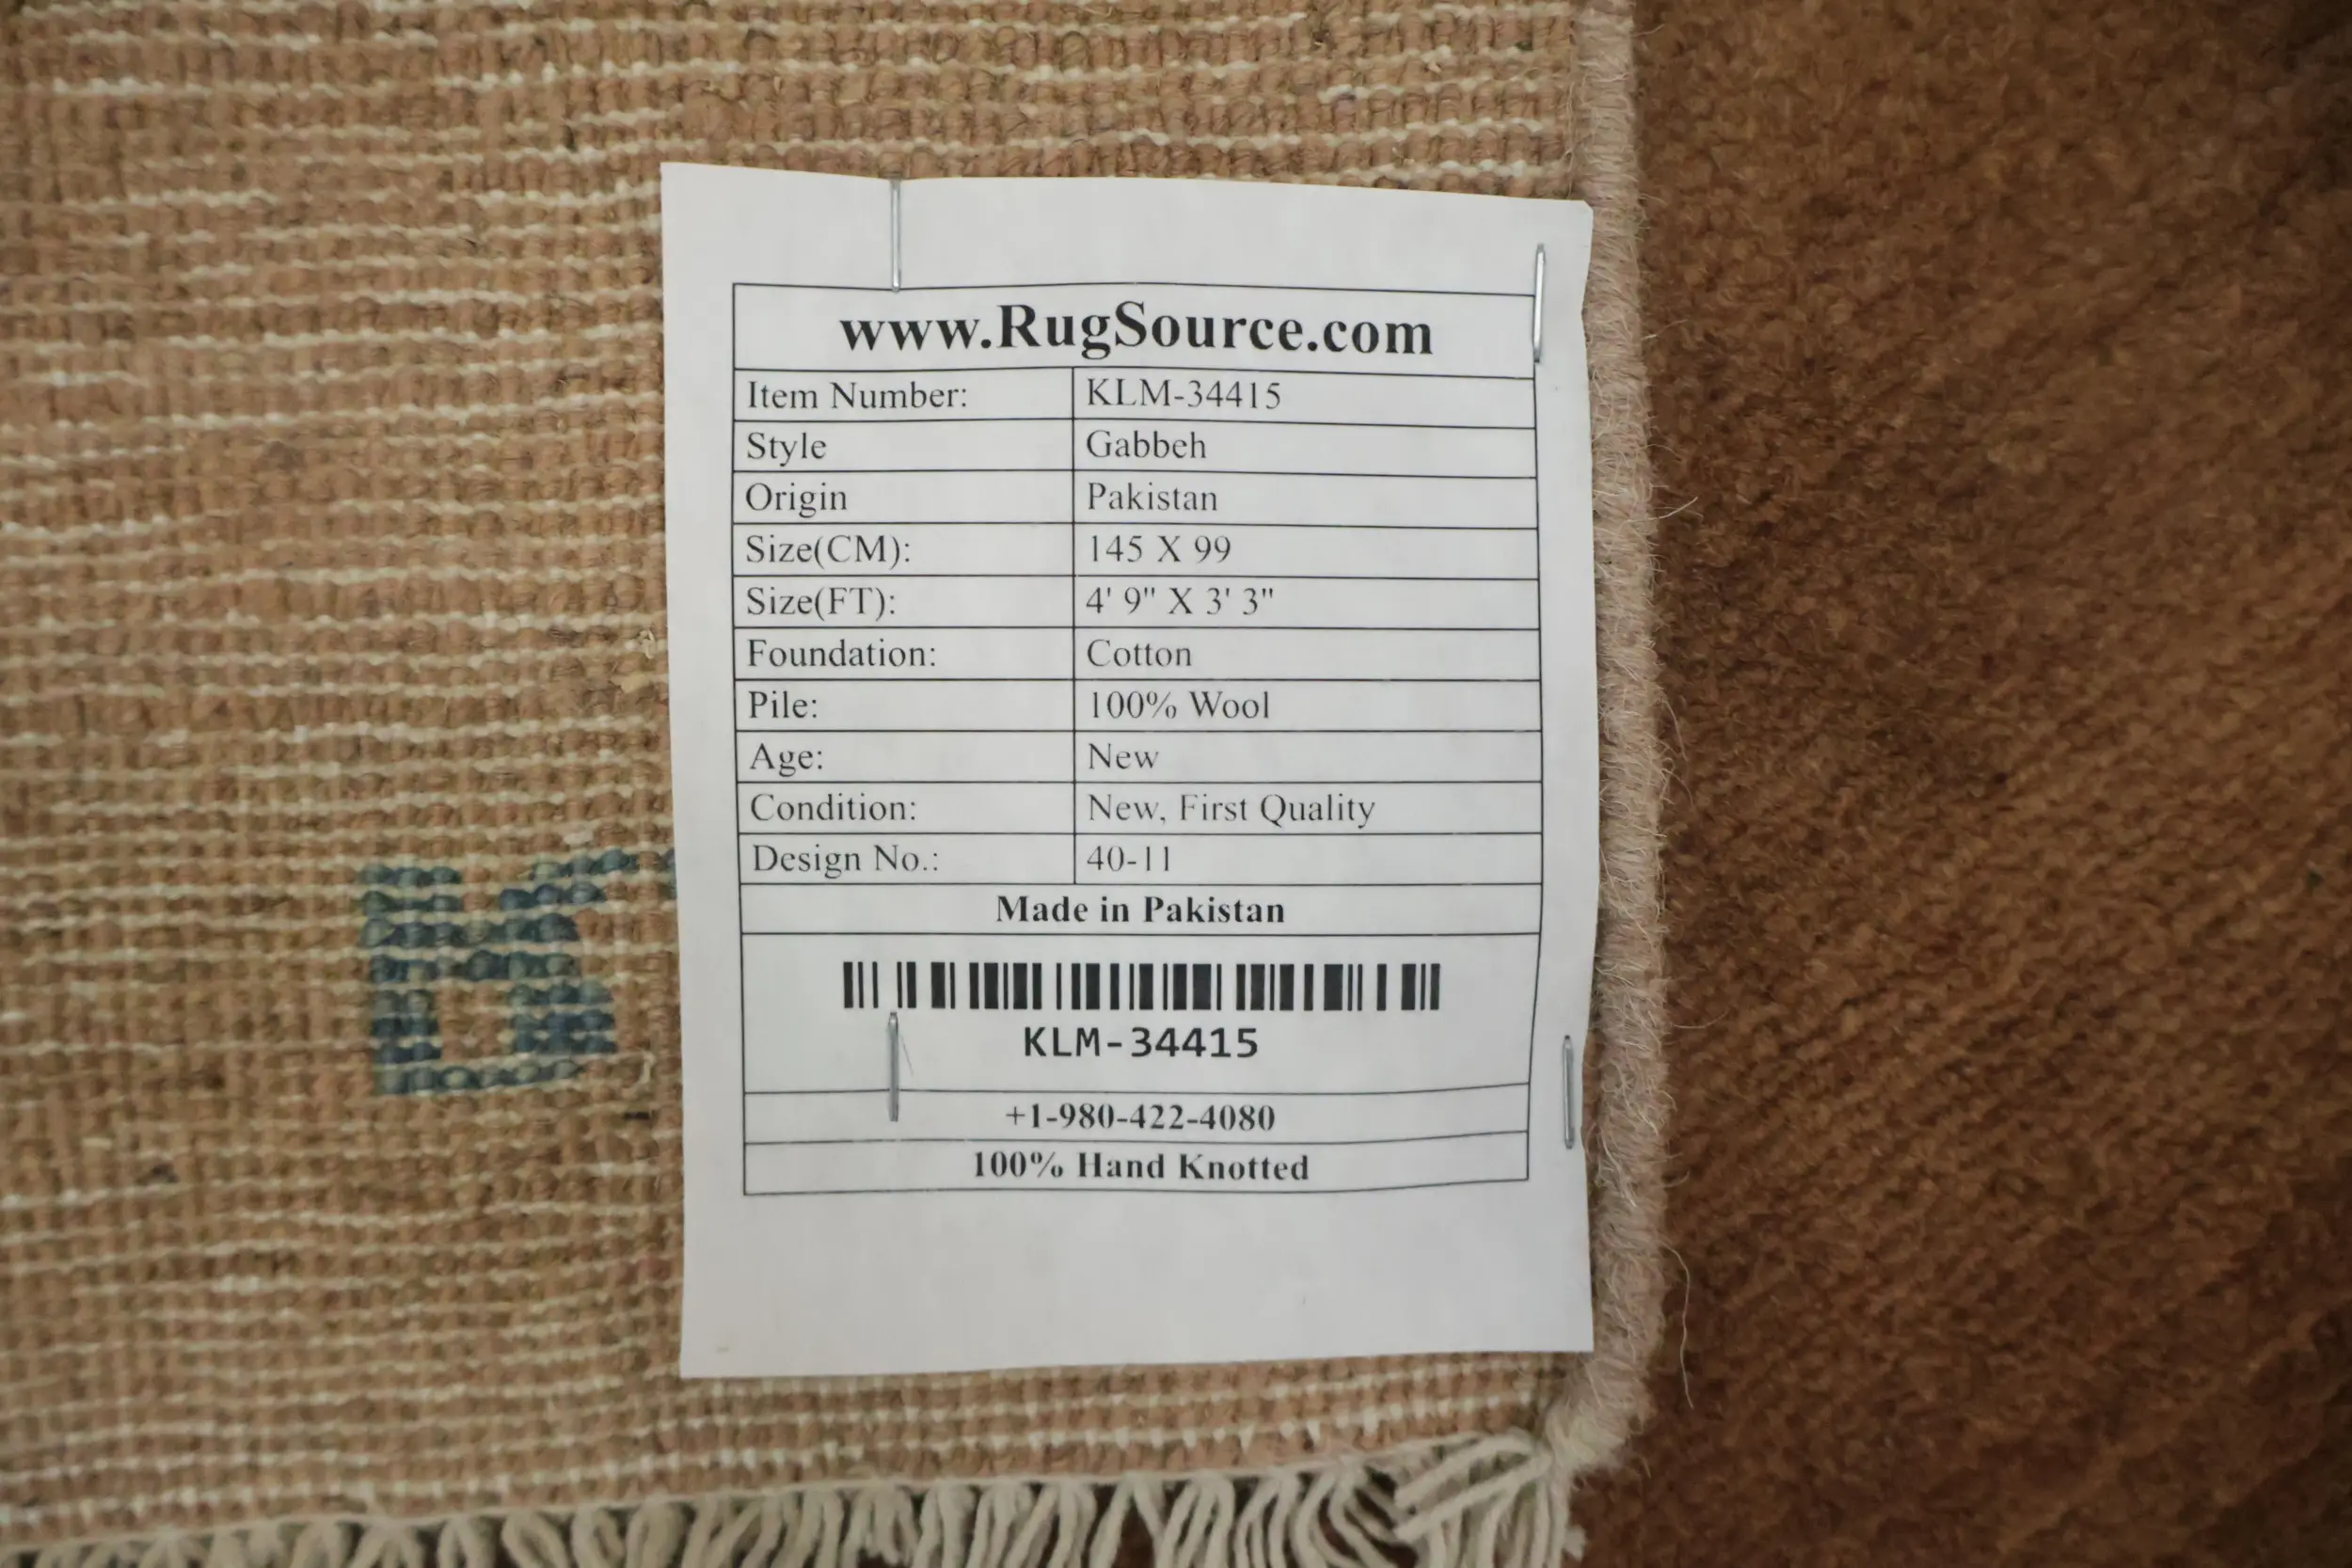 www.RugSource.com
Item Number: KLM-34415
Style Gabbeh
Origin Pakistan
Size(CM): 145 X 99
Size(FT): 4' 9" X 3' 3"
Foundation: Cotton
Pile: 100% Wool
Age: New
Condition: New, First Quality
Design No.: 40-11
Made in Pakistan
KLM-34415
+1-980-422-4080
100% Hand Knotted